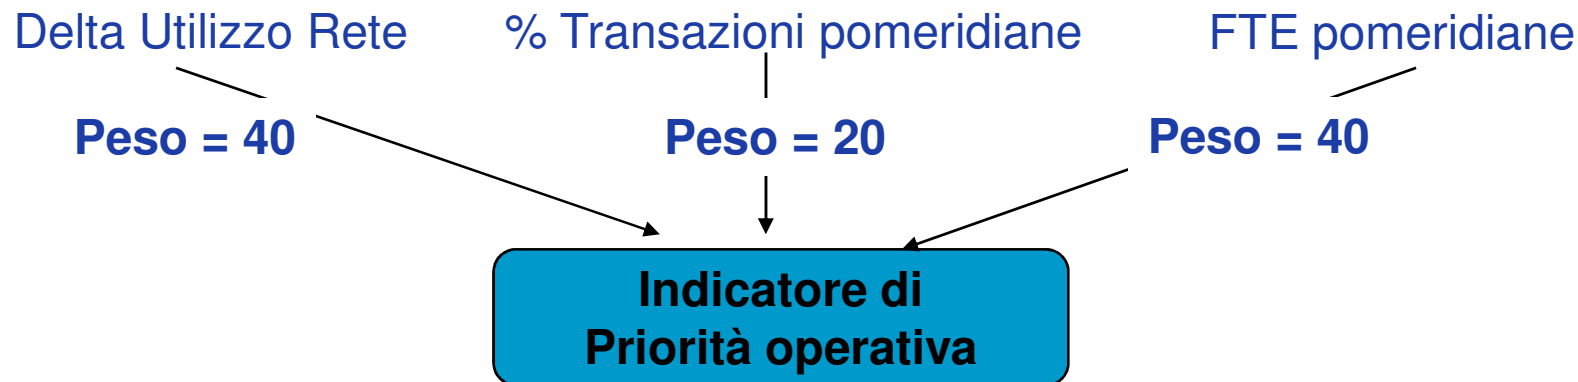 Delta Utilizzo Rete
% Transazioni pomeridiane
FTE pomeridiane
Peso = 40
Peso = 20
Peso = 40
Indicatore di
Priorità operativa